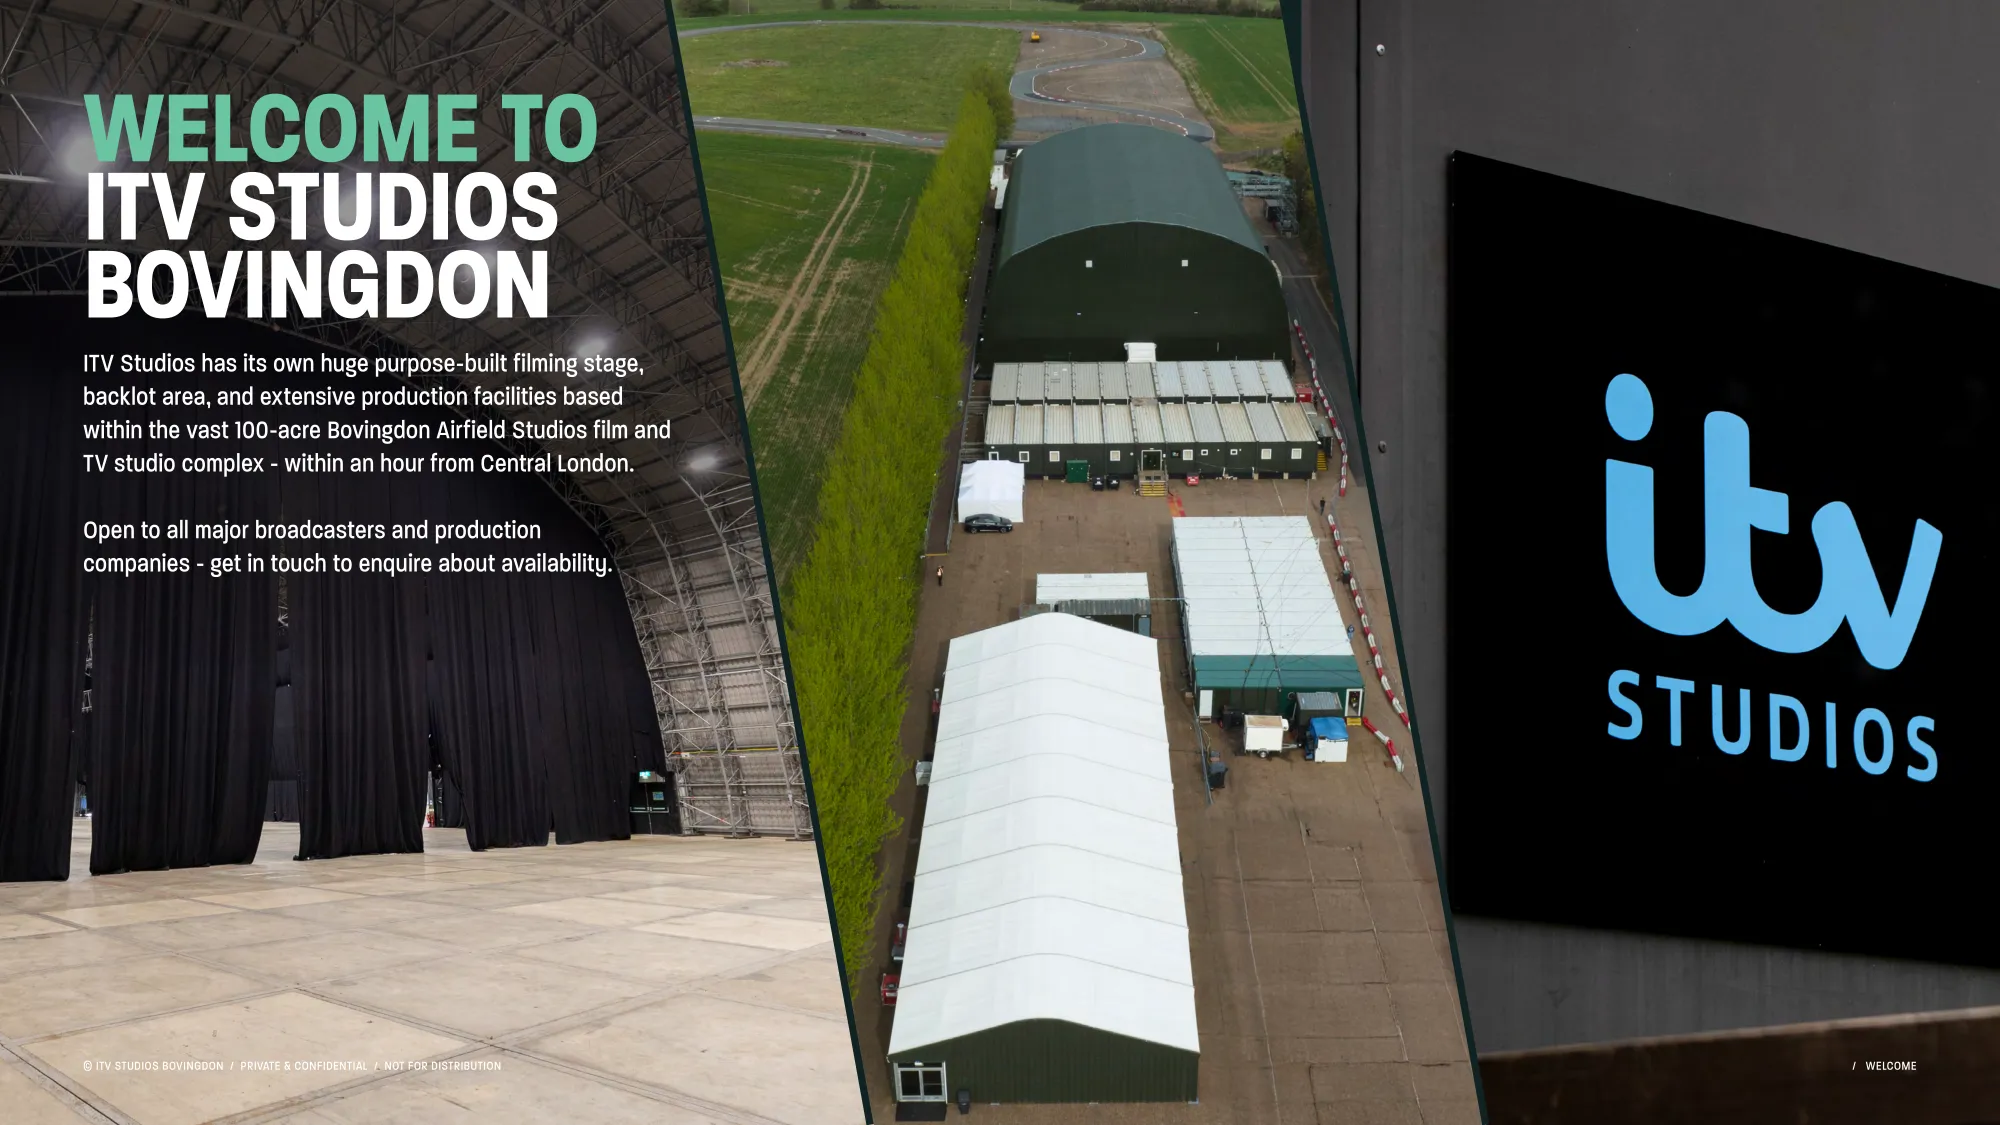 WELCOME TO
ITV STUDIOS
BOVINGDON
ITV Studios has its own huge purpose-built filming stage,
backlot area, and extensive production facilities based
within the vast 100-acre Bovingdon Airfield Studios film and
TV studio complex - within an hour from Central London.
Open to all major broadcasters and production
companies - get in touch to enquire about availability.
itv
STUDIOS
© ITV STUDIOS BOVINGDON / PRIVATE & CONFIDENTIAL / NOT FOR DISTRIBUTION
/ WELCOME